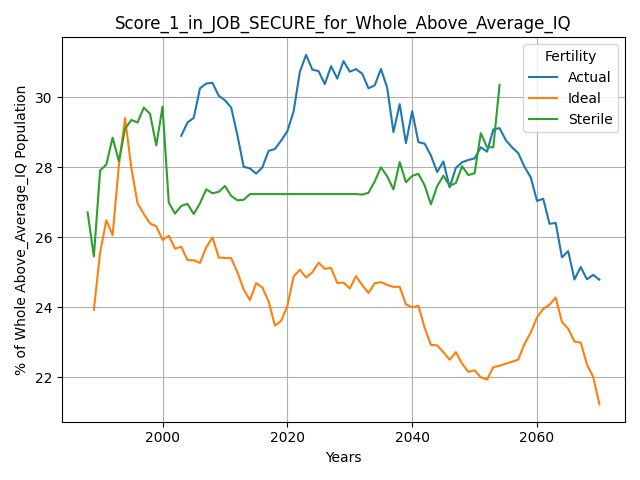 Score_1_in_JOB_SECURE_for_Whole_Above_Average_IQ
% of Whole Above_Average_IQ Population
30
28
26
24
22
Fertility
Actual
Ideal
Sterile
2000
2020
2040
2060
Years